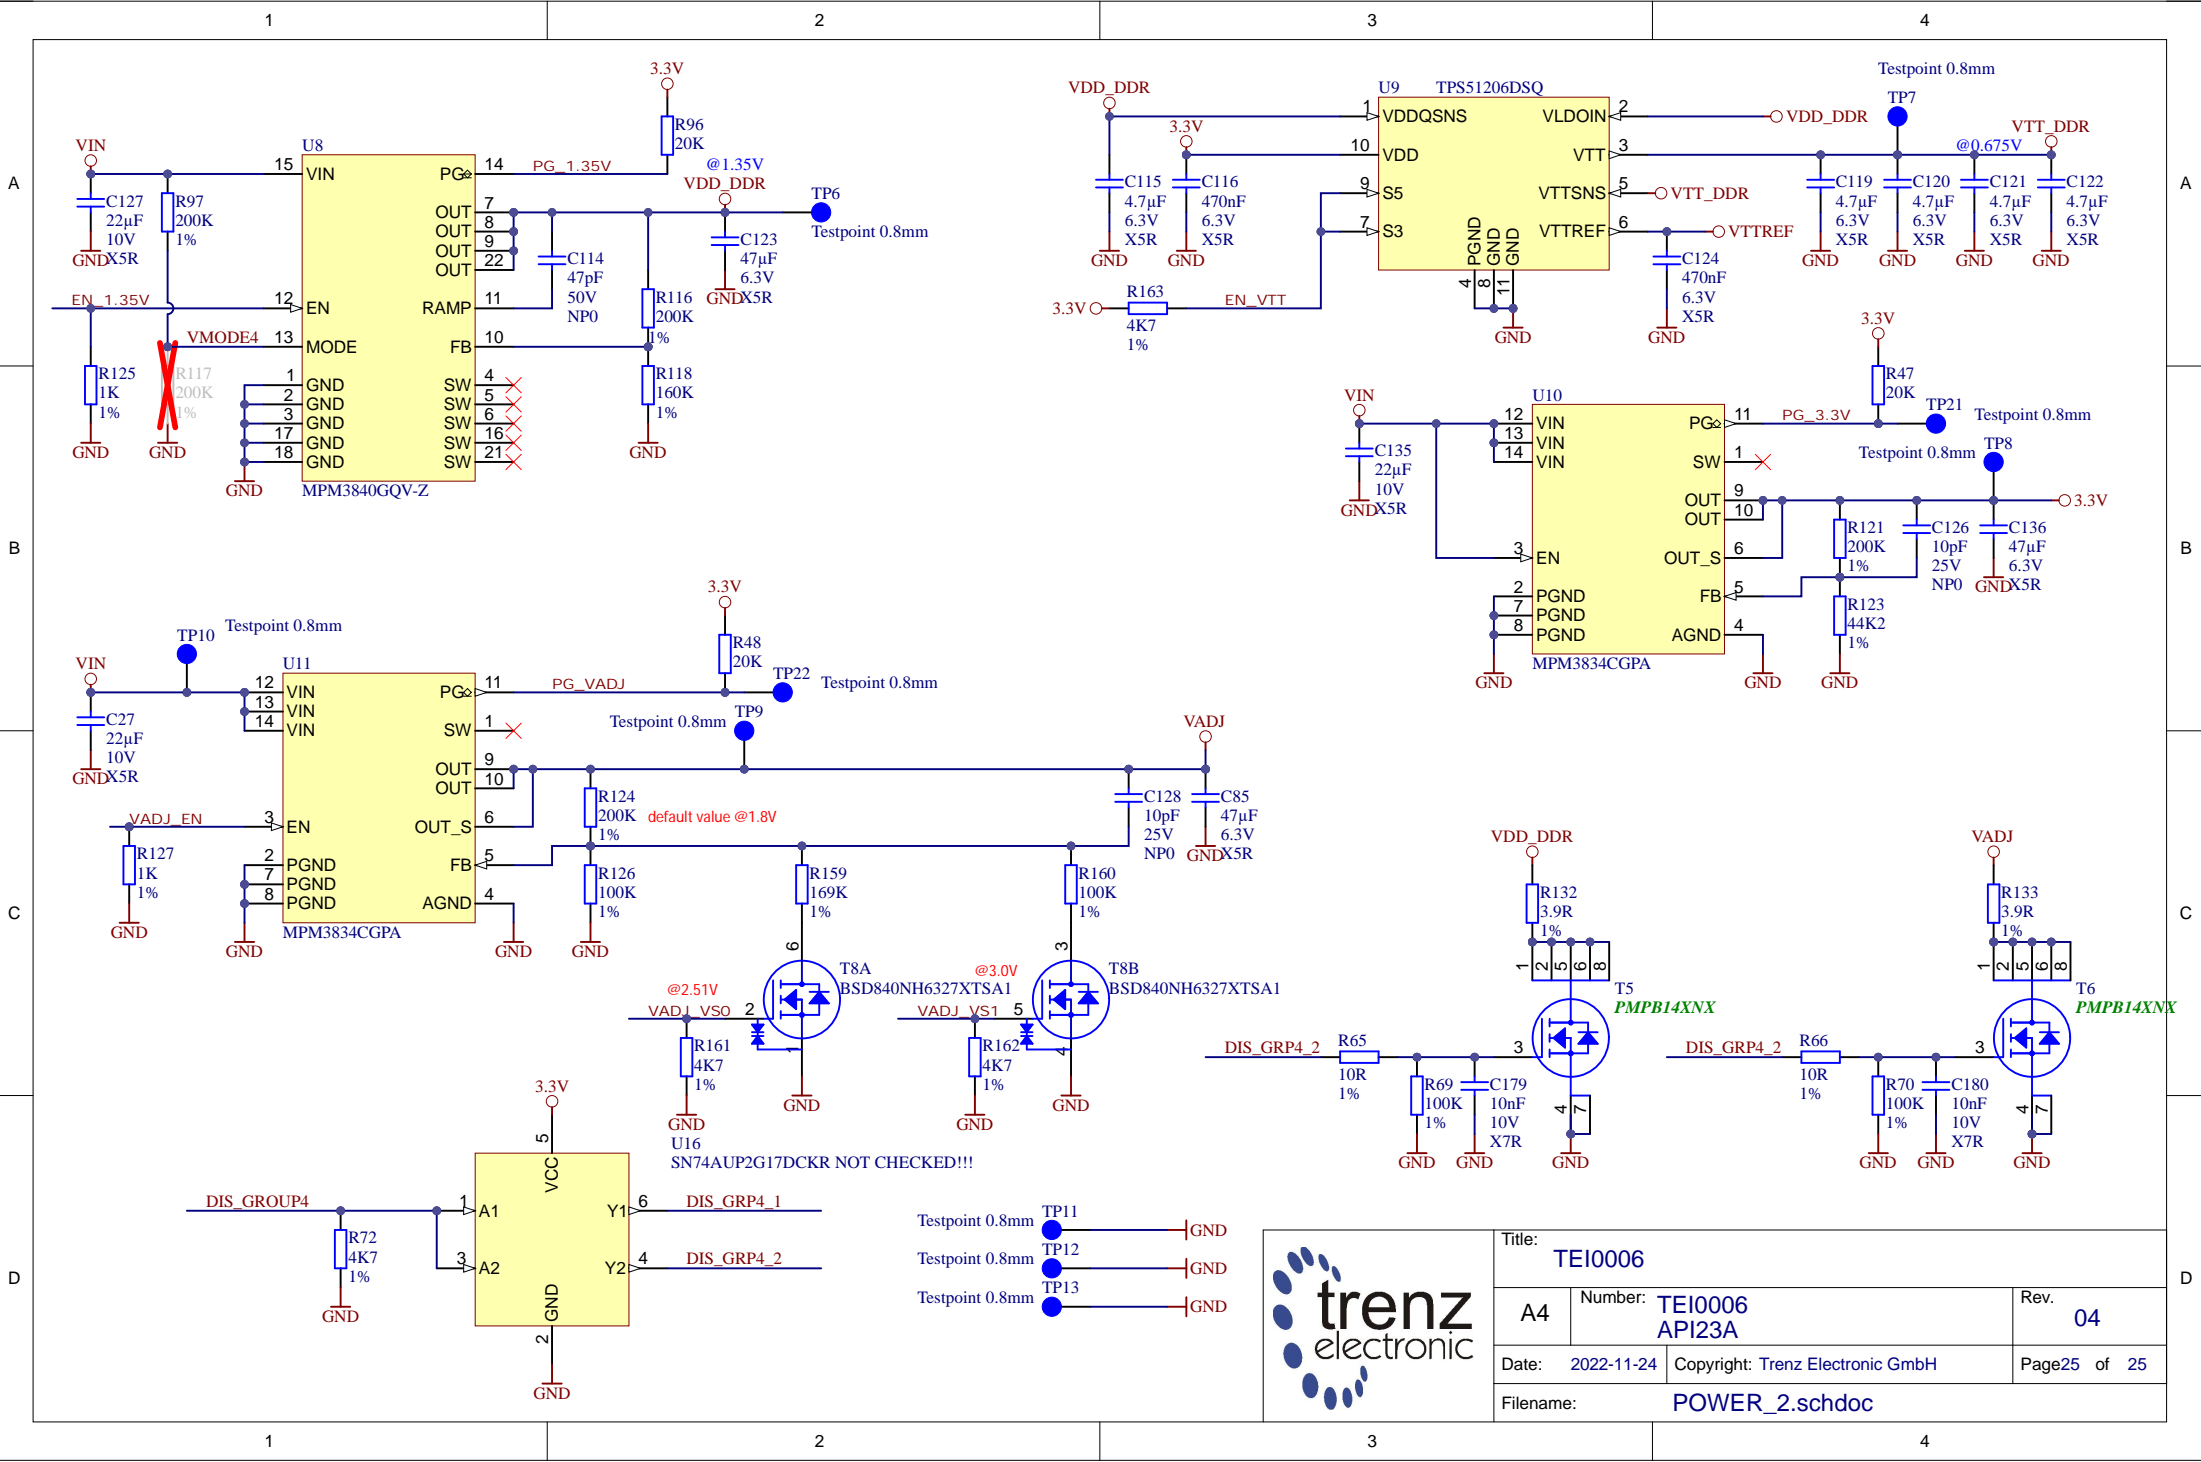 1
2
3
4
A
A
B
B
C
C
D
D
1
2
3
4
VIN
C127
22µF
10V
X5R
GND
R97
200K
1%
U8
15 VIN
EN_1.35V
12 EN
VMODE4
13 MODE
R125
1K
1%
GND
R117
200K
1%
GND
1 GND
2 GND
3 GND
17 GND
18 GND
GND
MPM3840GQV-Z
PG 14
PG_1.35V
3.3V
R96
20K
OUT 7
OUT 8
OUT 9
OUT 22
RAMP 11
FB 10
SW 4
SW 5
SW 6
SW 16
SW 21
C114
47pF
50V
NP0
R116
200K
1%
R118
160K
1%
GND
@1.35V
VDD_DDR
C123
47µF
6.3V
X5R
GND
TP6
Testpoint 0.8mm
VDD_DDR
C115
4.7µF
6.3V
X5R
GND
3.3V
C116
470nF
6.3V
X5R
GND
U9 TPS51206DSQ
1 VDDQSNS
10 VDD
9 S5
7 S3
PGND 4
GND 8
GND 11
GND
VLDOIN 2
VDD_DDR
VTT 3
VTTSNS 5
VTT_DDR
VTTREF 6
VTTREF
C124
470nF
6.3V
X5R
GND
3.3V
R163
4K7
1%
EN_VTT
Testpoint 0.8mm
TP7
@0.675V
VTT_DDR
C119
4.7µF
6.3V
X5R
GND
C120
4.7µF
6.3V
X5R
GND
C121
4.7µF
6.3V
X5R
GND
C122
4.7µF
6.3V
X5R
GND
VIN
C135
22µF
10V
X5R
GND
U10
12 VIN
13 VIN
14 VIN
3 EN
2 PGND
7 PGND
8 PGND
GND
MPM3834CGPA
PG 11
PG_3.3V
3.3V
R47
20K
TP21
Testpoint 0.8mm
SW 1
Testpoint 0.8mm
TP8
OUT 9
OUT 10
3.3V
OUT_S 6
FB 5
AGND 4
GND
R121
200K
1%
C126
10pF
25V
NP0
C136
47µF
6.3V
X5R
GND
R123
44K2
1%
GND
VIN
TP10
Testpoint 0.8mm
C27
22µF
10V
X5R
GND
U11
12 VIN
13 VIN
14 VIN
VADJ_EN
3 EN
R127
1K
1%
GND
2 PGND
7 PGND
8 PGND
GND
MPM3834CGPA
PG 11
PG_VADJ
3.3V
R48
20K
TP22
Testpoint 0.8mm
SW 1
Testpoint 0.8mm
TP9
OUT 9
OUT 10
OUT_S 6
FB 5
AGND 4
GND
R124
200K
1%
default value @1.8V
R126
100K
1%
GND
VADJ
C128
10pF
25V
NP0
C85
47µF
6.3V
X5R
GND
R159
169K
1%
6
T8A
BSD840NH6327XTSA1
@2.51V
VADJ_VS0
2
1
GND
R161
4K7
1%
GND
R160
100K
1%
3
T8B
BSD840NH6327XTSA1
@3.0V
VADJ_VS1
5
4
GND
R162
4K7
1%
GND
VDD_DDR
R132
3.9R
1%
1 2 5 6 8
T5
PMPB14XNX
DIS_GRP4_2
R65
10R
1%
3
R69
100K
1%
GND
C179
10nF
10V
X7R
GND
4 7
GND
VADJ
R133
3.9R
1%
1 2 5 6 8
T6
PMPB14XNX
DIS_GRP4_2
R66
10R
1%
3
R70
100K
1%
GND
C180
10nF
10V
X7R
GND
4 7
GND
3.3V
U16
SN74AUP2G17DCKR NOT CHECKED!!!
5
VCC
DIS_GROUP4
R72
4K7
1%
GND
1 A1
3 A2
Y1 6
DIS_GRP4_1
Y2 4
DIS_GRP4_2
GND
2
GND
Testpoint 0.8mm TP11 GND
Testpoint 0.8mm TP12 GND
Testpoint 0.8mm TP13 GND
trenz
electronic
Title:
TEI0006
A4
Number: TEI0006
API23A
Rev.
04
Date: 2022-11-24
Copyright: Trenz Electronic GmbH
Page25 of 25
Filename: POWER_2.schdoc